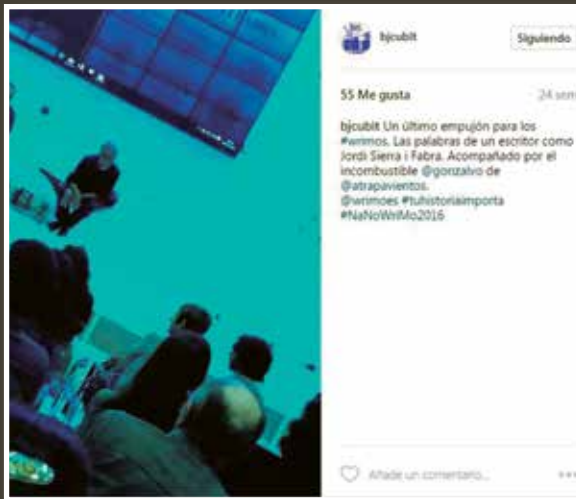 bjcubit
Siguiendo
55 Me gusta
24 sem
bjcubit Un último empujón para los
#wrimos. Las palabras de un escritor como
Jordi Sierra i Fabra. Acompañado por el
incombustible @gonzalvo de
@atrapavientos.
@wrimoes #tuhistoriaimporta
#NaNoWriMo2016
Añade un comentario...